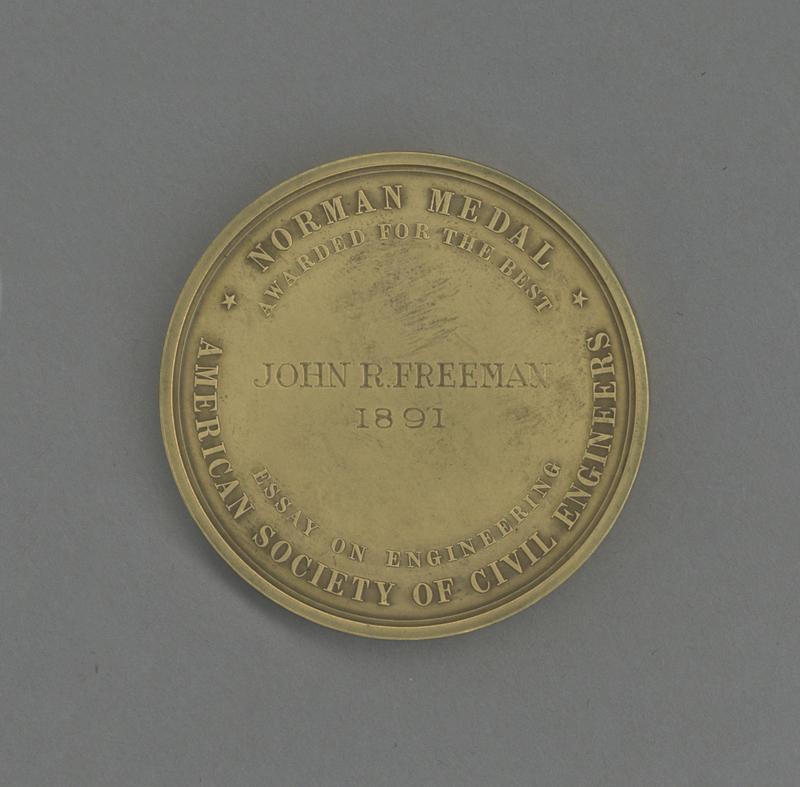 NORMAN MEDAL
AWARDED FOR THE BEST
JOHN R. FREEMAN
1891
ESSAY ON ENGINEERING
AMERICAN SOCIETY OF CIVIL ENGINEERS